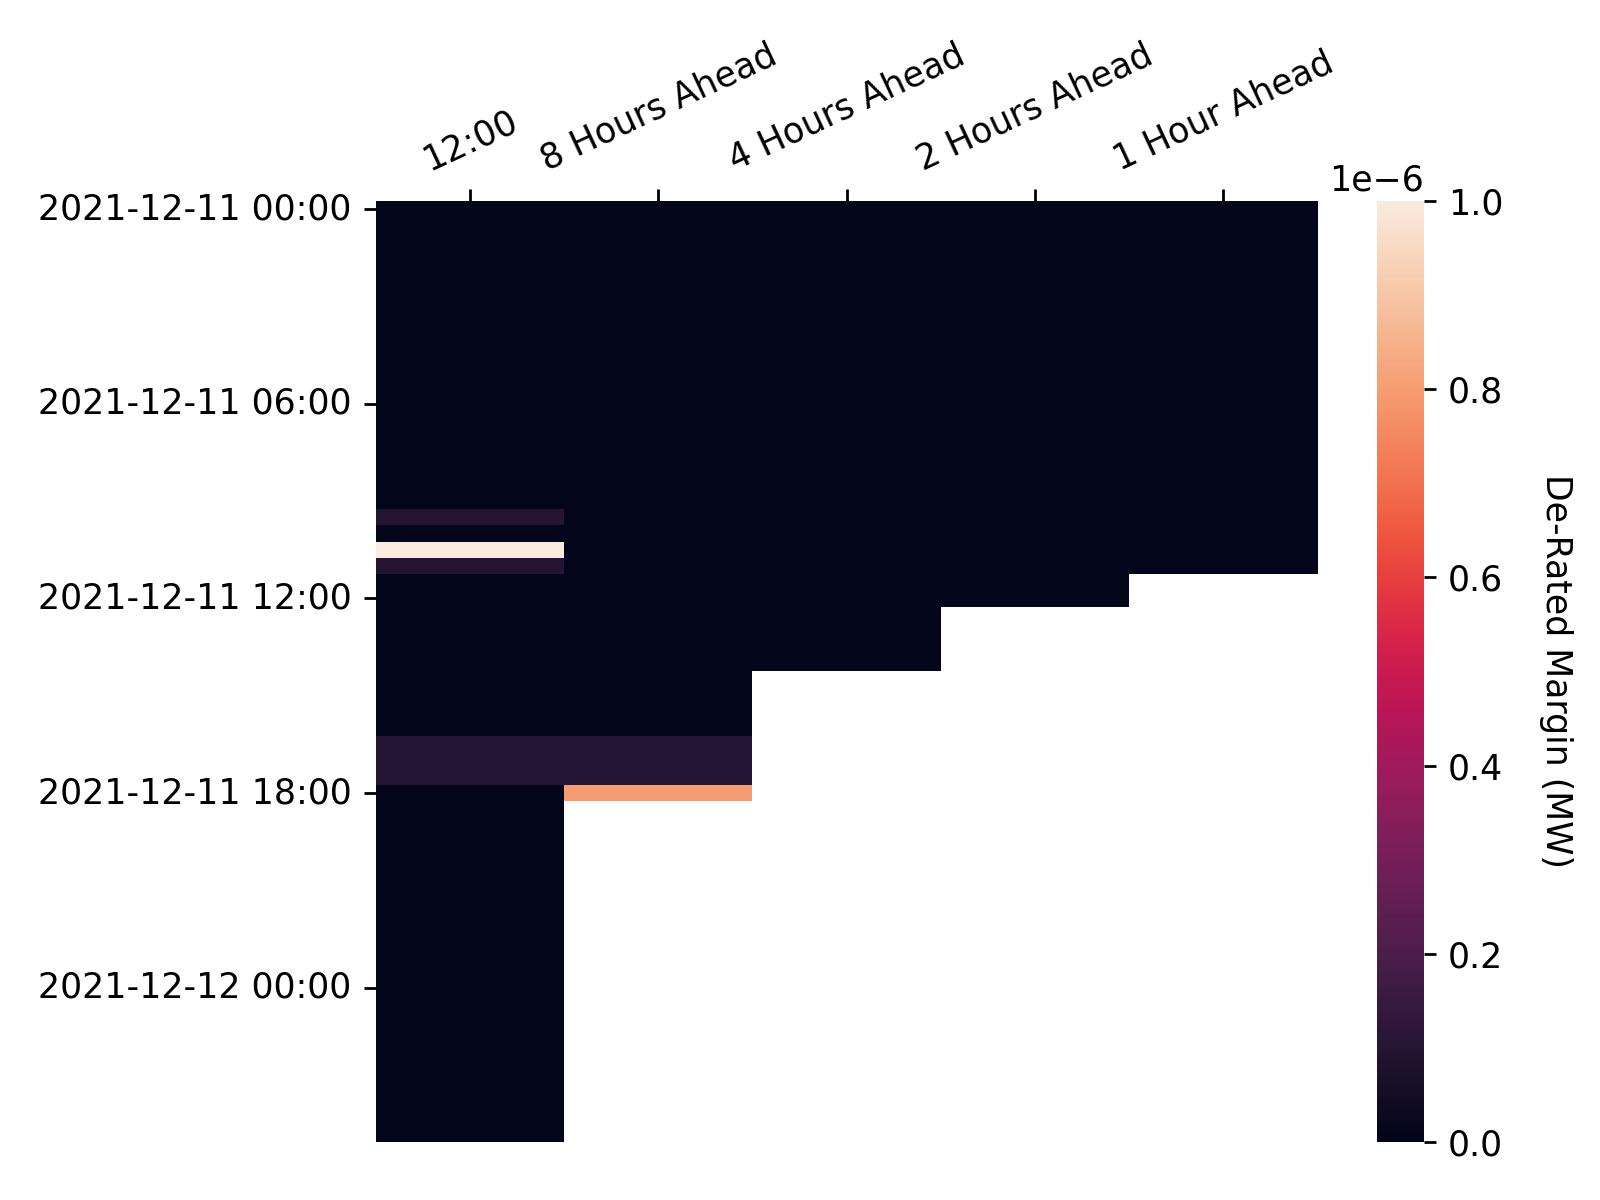 12:00
8 Hours Ahead
4 Hours Ahead
2 Hours Ahead
1 Hour Ahead
2021-12-11 00:00
2021-12-11 06:00
2021-12-11 12:00
2021-12-11 18:00
2021-12-12 00:00
1e−6
1.0
0.8
0.6
0.4
0.2
0.0
De-Rated Margin (MW)